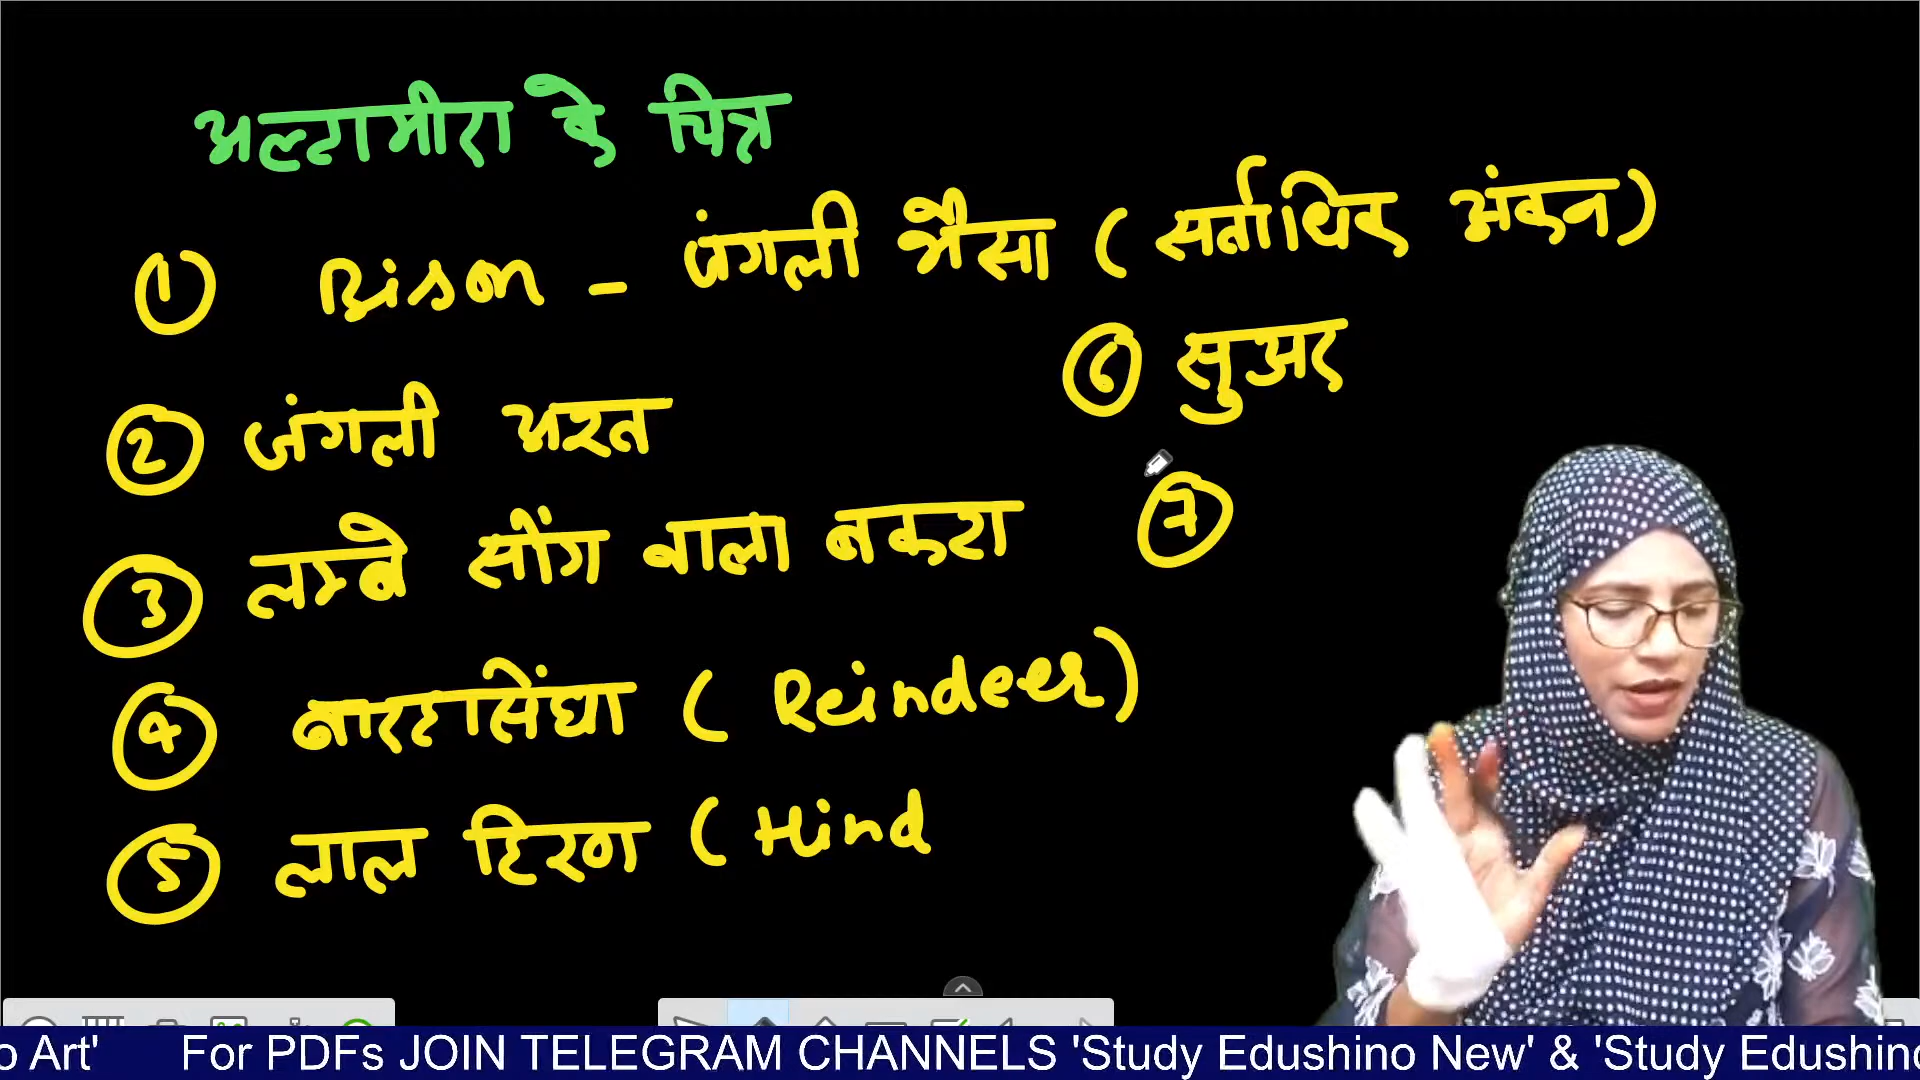 अल्टामीरा के चित्र
① Bison - जंगली भैंसा (सर्ताधिक अंकन)
② जंगली अश्व
③ लम्बे सींग वाला बकरा
④ बारहासिंघा (Reindeer)
⑤ लाल हिरण (Hind
⑥ सुअर
⑦
o Art' For PDFs JOIN TELEGRAM CHANNELS 'Study Edushino New' & 'Study Edushino